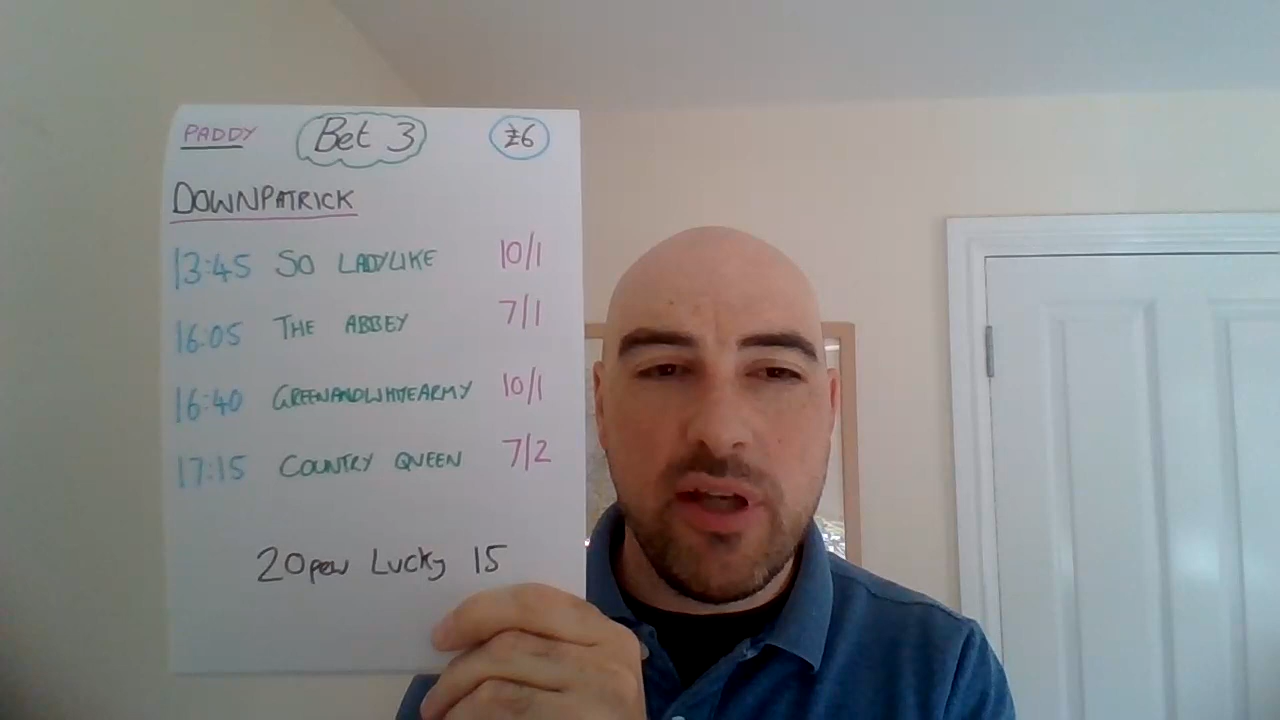 PADDY Bet 3 £6
DOWNPATRICK
13:45 SO LADYLIKE 10/1
16:05 THE ABBEY 7/1
16:40 GREENANDWHITEARMY 10/1
17:15 COUNTRY QUEEN 7/2
20pew Lucky 15